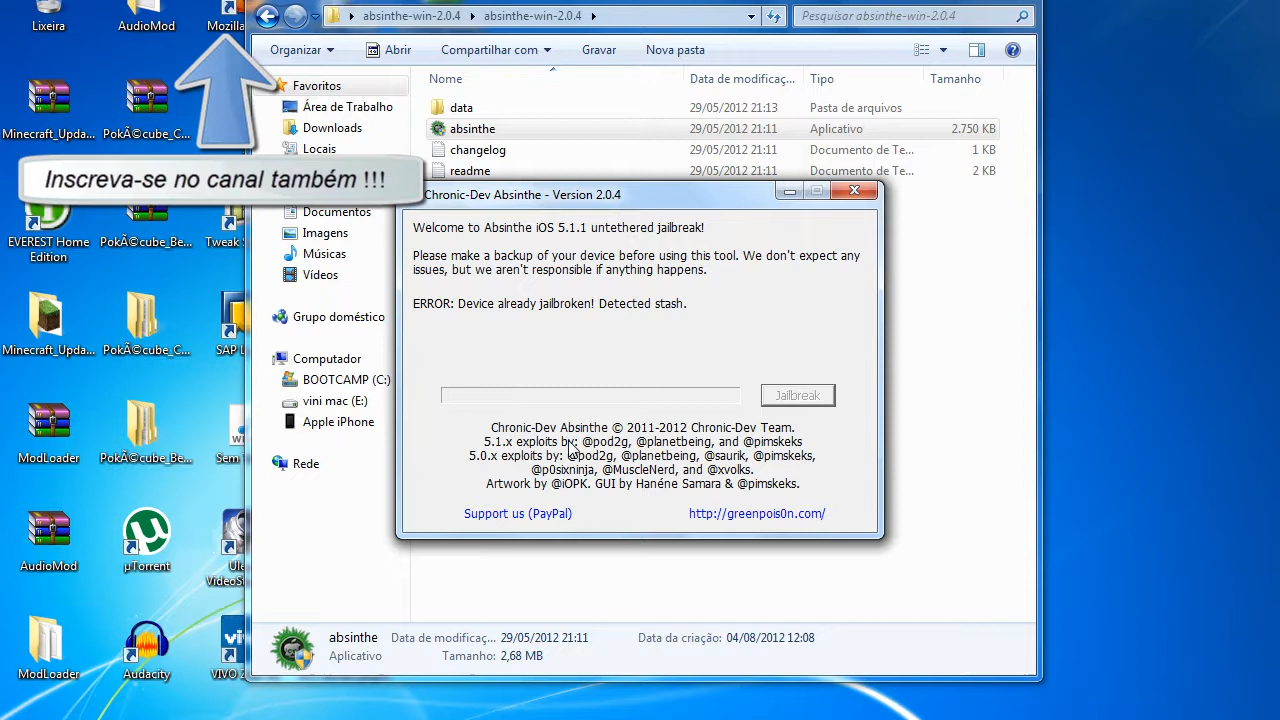 Lixeira
AudioMod
Mozilla
Minecraft_Upda...
PokÃ©cube_C...
Inscreva-se no canal também !!!
EVEREST Home
Edition
PokÃ©cube_Be...
Tweak S
Minecraft_Upda...
PokÃ©cube_C...
SAP L
ModLoader
PokÃ©cube_Be...
Sem
AudioMod
µTorrent
Ule
VideoSt
ModLoader
Audacity
VIVO
absinthe-win-2.0.4
absinthe-win-2.0.4
Pesquisar absinthe-win-2.0.4
Organizar
Abrir
Compartilhar com
Gravar
Nova pasta
Favoritos
Área de Trabalho
Downloads
Locais
Documentos
Imagens
Músicas
Vídeos
Grupo doméstico
Computador
BOOTCAMP (C:)
vini mac (E:)
Apple iPhone
Rede
Nome
Data de modificaç...
Tipo
Tamanho
data
29/05/2012 21:13
Pasta de arquivos
absinthe
29/05/2012 21:11
Aplicativo
2.750 KB
changelog
29/05/2012 21:11
Documento de Te...
1 KB
readme
29/05/2012 21:11
Documento de Te...
2 KB
Chronic-Dev Absinthe - Version 2.0.4
Welcome to Absinthe iOS 5.1.1 untethered jailbreak!
Please make a backup of your device before using this tool. We don't expect any
issues, but we aren't responsible if anything happens.
ERROR: Device already jailbroken! Detected stash.
Jailbreak
Chronic-Dev Absinthe © 2011-2012 Chronic-Dev Team.
5.1.x exploits by: @pod2g, @planetbeing, and @pimskeks
5.0.x exploits by: @pod2g, @planetbeing, @saurik, @pimskeks,
@p0sixninja, @MuscleNerd, and @xvolks.
Artwork by @iOPK. GUI by Hanéne Samara & @pimskeks.
Support us (PayPal)
http://greenpois0n.com/
absinthe
Data de modificaç... 29/05/2012 21:11
Data da criação: 04/08/2012 12:08
Aplicativo
Tamanho: 2,68 MB